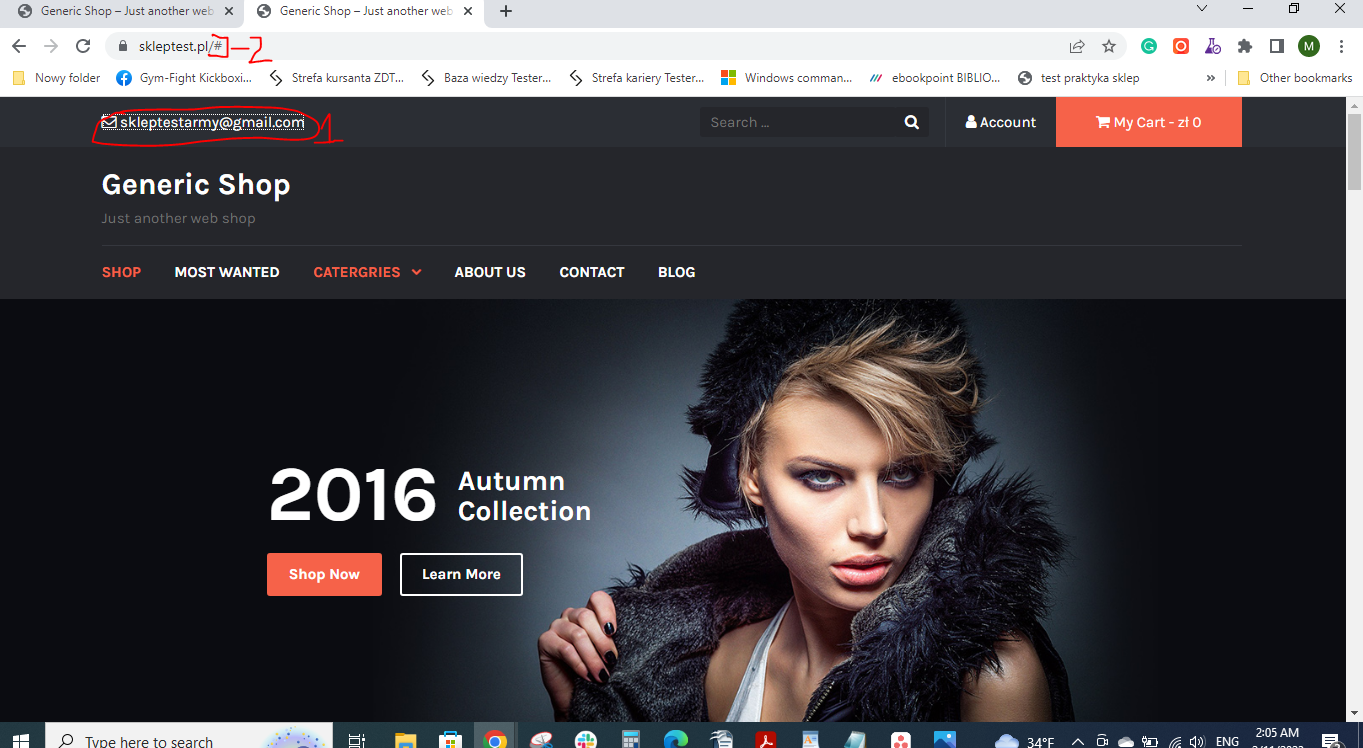 Generic Shop – Just another web
Generic Shop – Just another web
skleptest.pl/#
-2
M
Nowy folder
Gym-Fight Kickboxi...
Strefa kursanta ZDT...
Baza wiedzy Tester...
Strefa kariery Tester...
Windows comman...
ebookpoint BIBLIO...
test praktyka sklep
»
Other bookmarks
skleptestarmy@gmail.com
1
Search ...
Account
My Cart - zł 0
Generic Shop
Just another web shop
SHOP
MOST WANTED
CATERGRIES
ABOUT US
CONTACT
BLOG
2016
Autumn
Collection
Shop Now
Learn More
Type here to search
34°F
ENG
2:05 AM